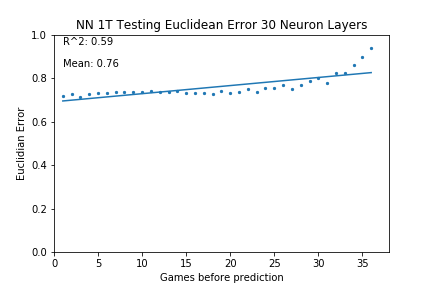 NN 1T Testing Euclidean Error 30 Neuron Layers
R^2: 0.59
Mean: 0.76
Euclidian Error
1.0
0.8
0.6
0.4
0.2
0.0
0 5 10 15 20 25 30 35
Games before prediction